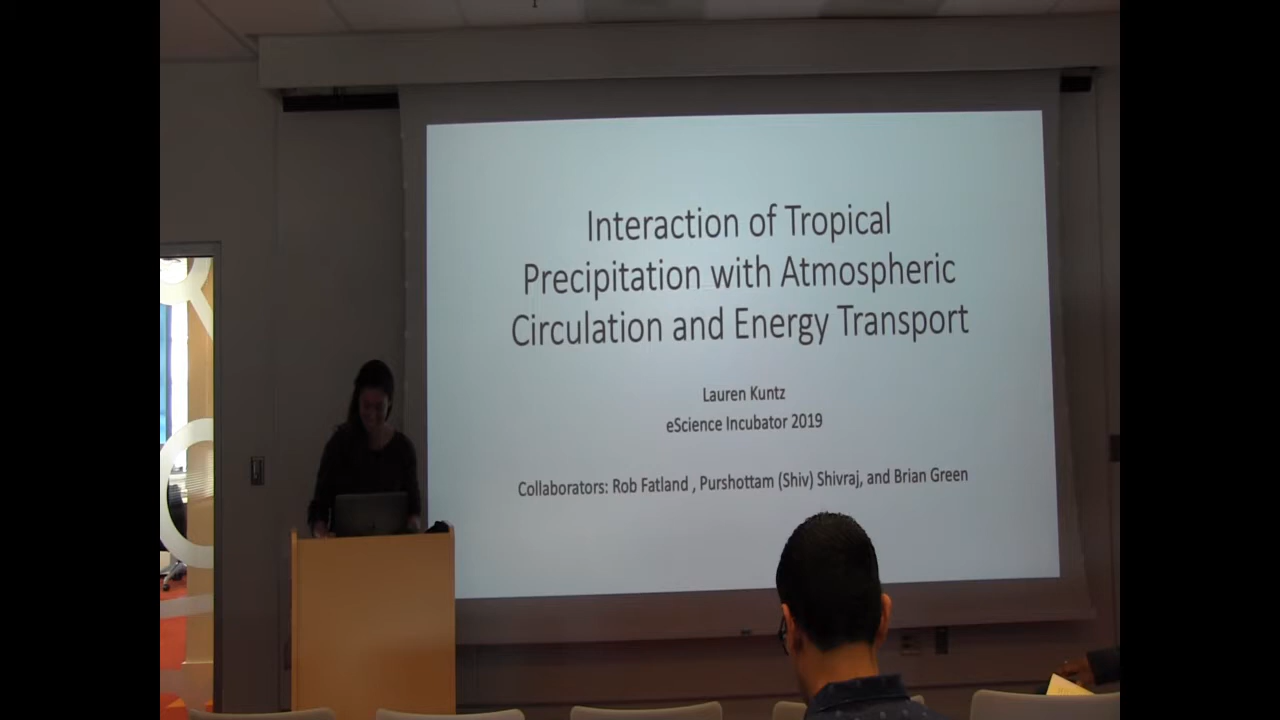 Interaction of Tropical
Precipitation with Atmospheric
Circulation and Energy Transport
Lauren Kuntz
eScience Incubator 2019
Collaborators: Rob Fatland , Purshottam (Shiv) Shivraj, and Brian Green